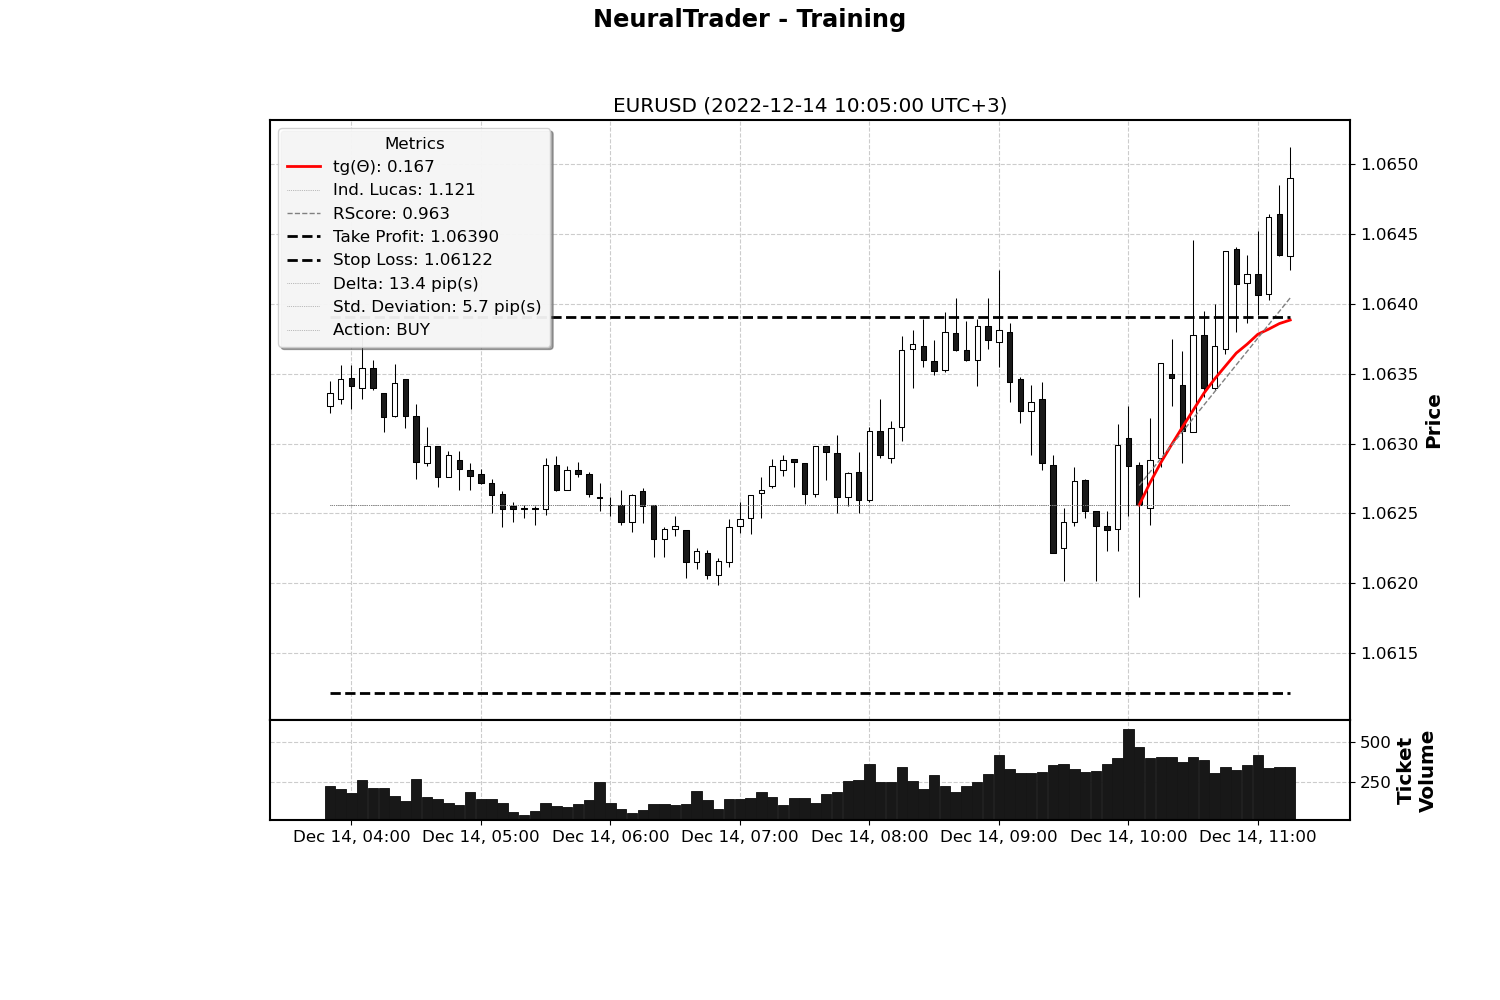 NeuralTrader - Training
EURUSD (2022-12-14 10:05:00 UTC+3)
Metrics
tg(Θ): 0.167
Ind. Lucas: 1.121
RScore: 0.963
Take Profit: 1.06390
Stop Loss: 1.06122
Delta: 13.4 pip(s)
Std. Deviation: 5.7 pip(s)
Action: BUY
1.0650
1.0645
1.0640
1.0635
1.0630
1.0625
1.0620
1.0615
Price
500
250
Ticket
Volume
Dec 14, 04:00 Dec 14, 05:00 Dec 14, 06:00 Dec 14, 07:00 Dec 14, 08:00 Dec 14, 09:00 Dec 14, 10:00 Dec 14, 11:00